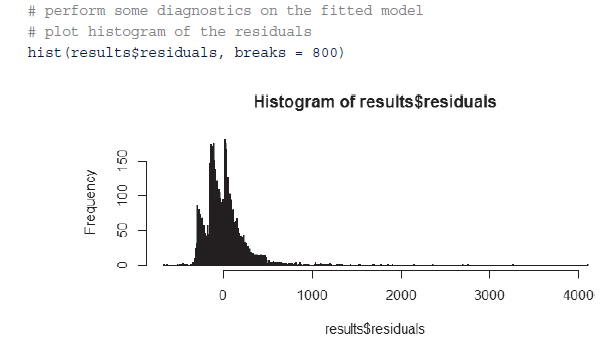 # perform some diagnostics on the fitted model
# plot histogram of the residuals
hist(results$residuals, breaks = 800)
Histogram of results$residuals
Frequency
150
100
50
0
0 1000 2000 3000 4000
results$residuals